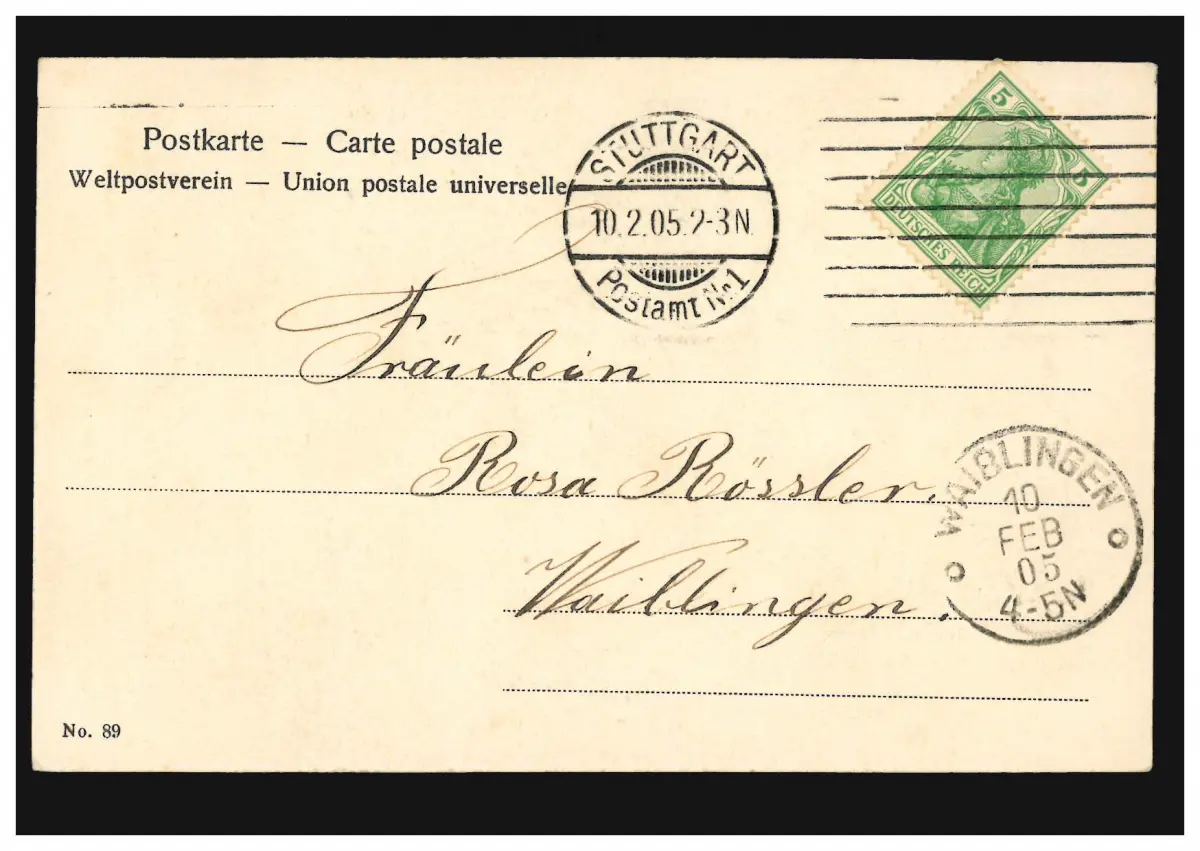 Postkarte — Carte postale
Weltpostverein — Union postale universelle
STUTTGART
10.2.05.2-3N.
Postamt No 1
5
5
DEUTSCHES REICH
Fräulein
Rosa Rössler.
Waiblingen.
WAIBLINGEN
10
FEB
05
4-5N
No. 89